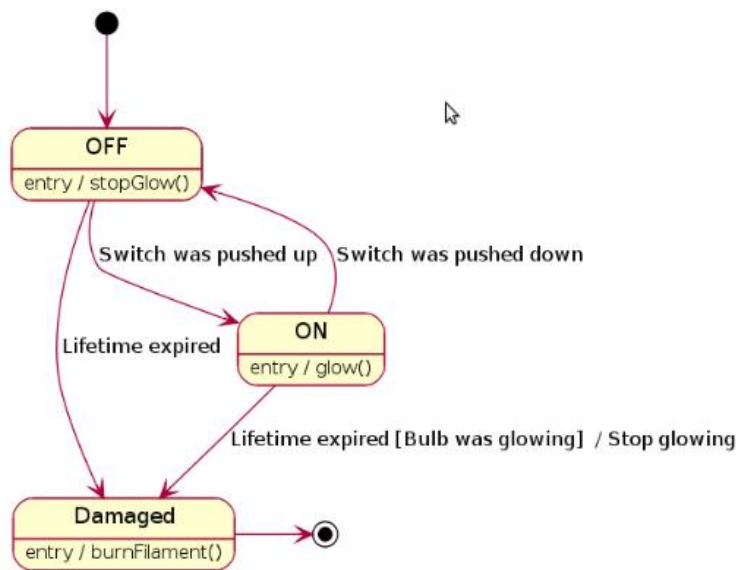 OFF
entry / stopGlow()
Switch was pushed up
Switch was pushed down
ON
entry / glow()
Lifetime expired
Lifetime expired [Bulb was glowing] / Stop glowing
Damaged
entry / burnFilament()